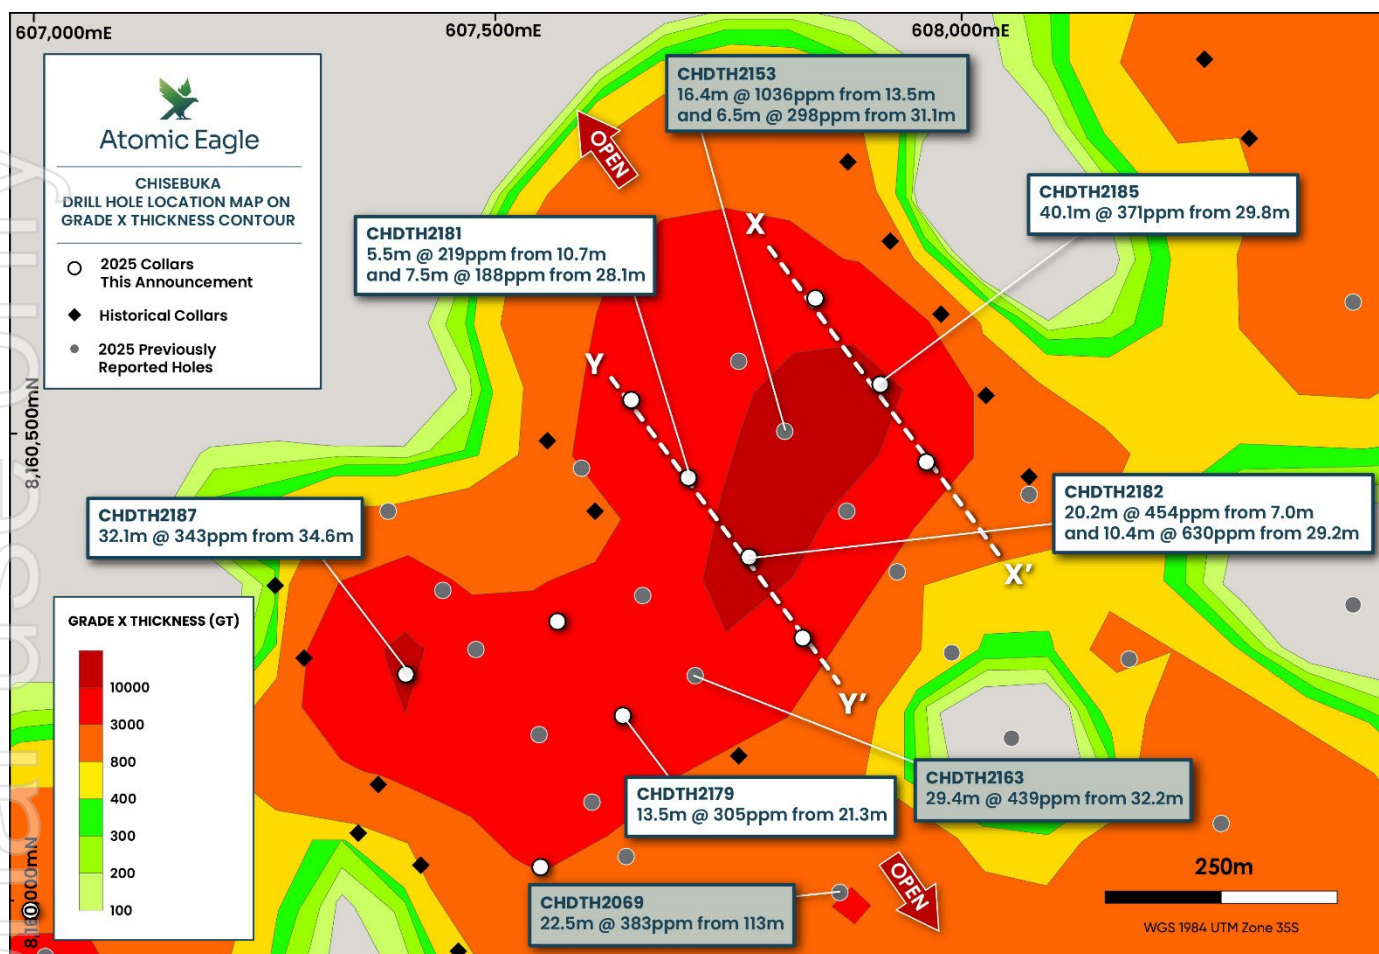 607,000mE
607,500mE
608,000mE
Atomic Eagle
CHISEBUKA
DRILL HOLE LOCATION MAP ON
GRADE X THICKNESS CONTOUR
2025 Collars
This Announcement
Historical Collars
2025 Previously
Reported Holes
OPEN
CHDTH2153
16.4m @ 1036ppm from 13.5m
and 6.5m @ 298ppm from 31.1m
CHDTH2185
40.1m @ 371ppm from 29.8m
CHDTH2181
5.5m @ 219ppm from 10.7m
and 7.5m @ 188ppm from 28.1m
X
Y
8,160,500mN
CHDTH2187
32.1m @ 343ppm from 34.6m
CHDTH2182
20.2m @ 454ppm from 7.0m
and 10.4m @ 630ppm from 29.2m
X'
Y'
GRADE X THICKNESS (GT)
10000
3000
800
400
300
200
100
CHDTH2179
13.5m @ 305ppm from 21.3m
CHDTH2163
29.4m @ 439ppm from 32.2m
CHDTH2069
22.5m @ 383ppm from 113m
OPEN
250m
WGS 1984 UTM Zone 35S
8,160,000mN